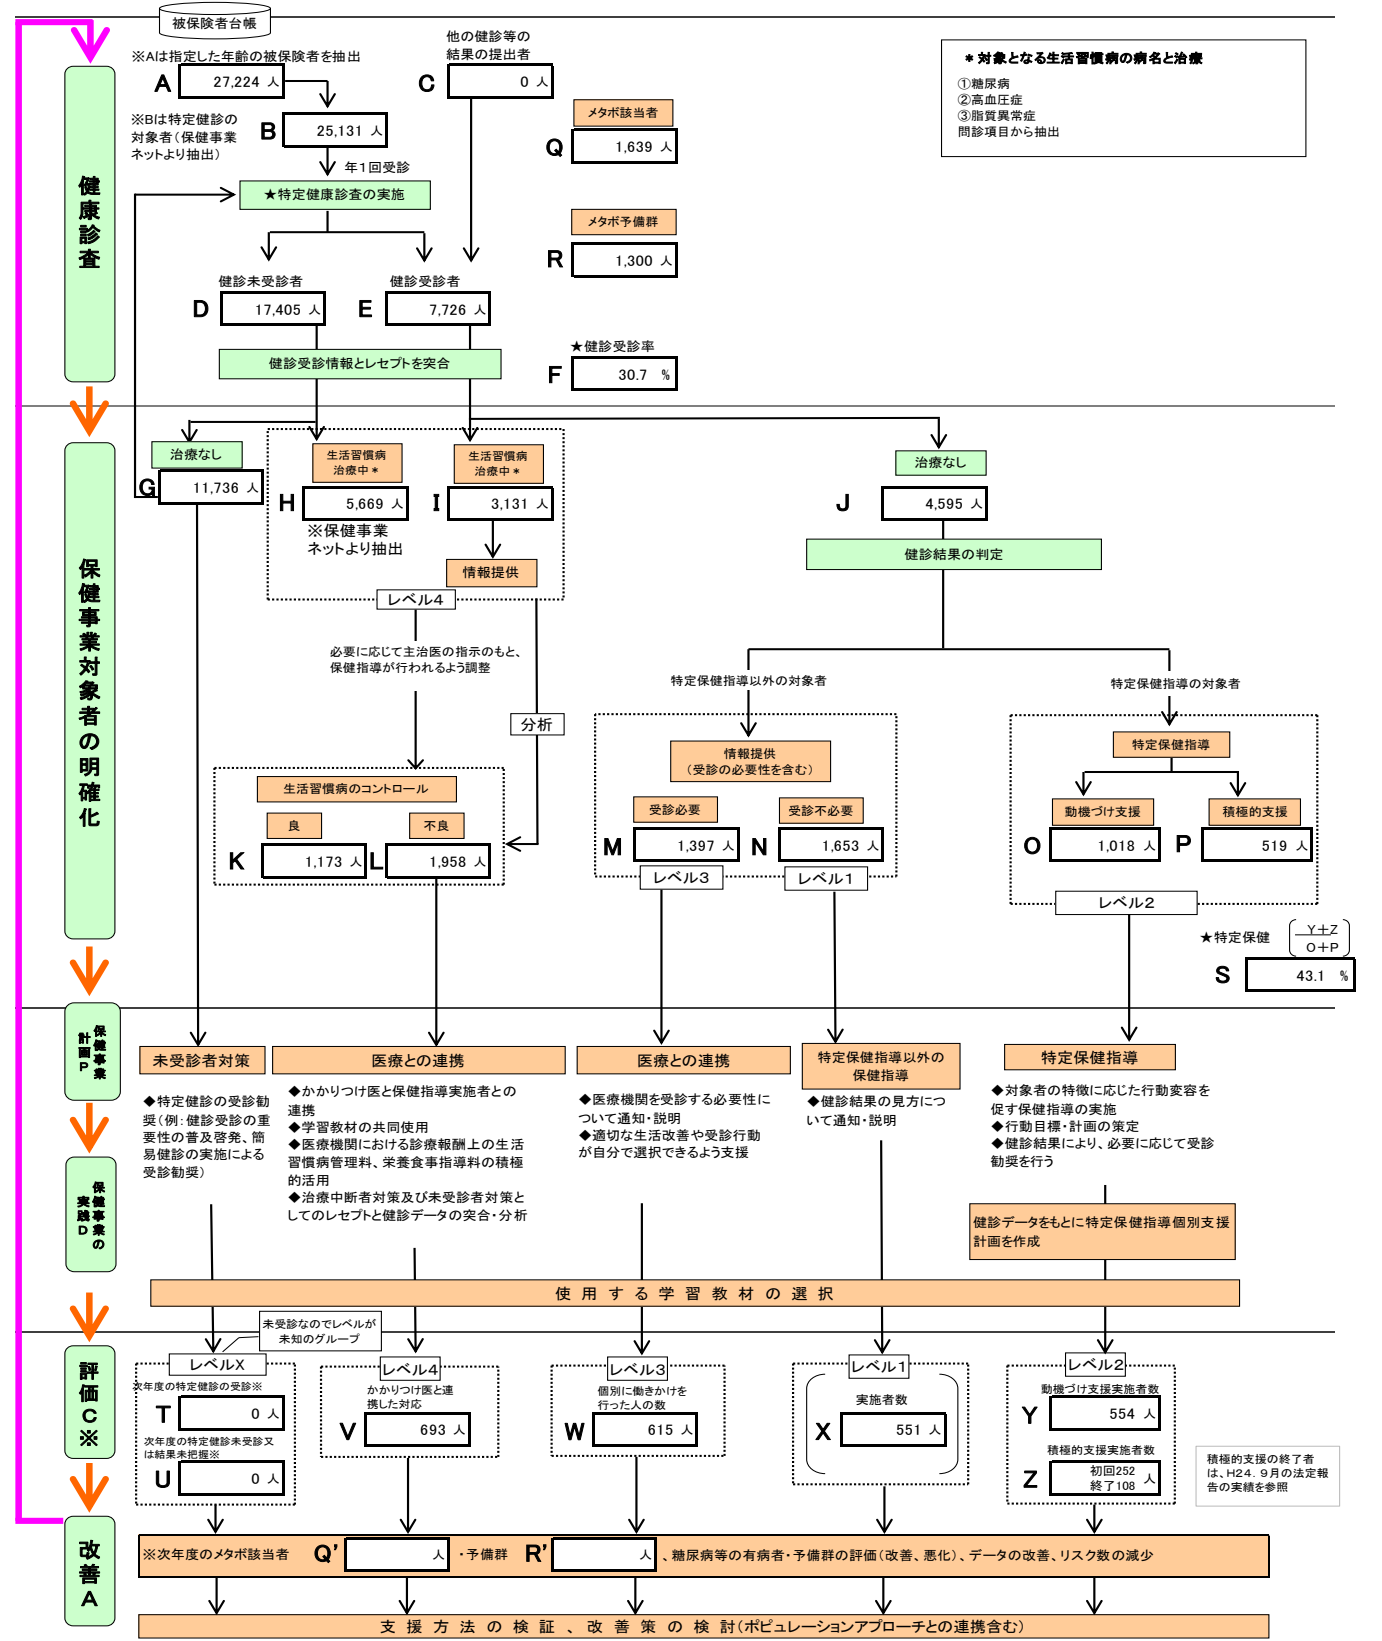 被保険者台帳
※Aは指定した年齢の被保険者を抽出
A 27,224 人
他の健診等の
結果の提出者
C 0 人
＊対象となる生活習慣病の病名と治療
①糖尿病
②高血圧症
③脂質異常症
問診項目から抽出
※Bは特定健診の
対象者(保健事業
ネットより抽出)
B 25,131 人
年1回受診
メタボ該当者
Q 1,639 人
健康診査
★特定健康診査の実施
メタボ予備群
R 1,300 人
健診未受診者
D 17,405 人
健診受診者
E 7,726 人
健診受診情報とレセプトを突合
★健診受診率
F 30.7 %
保健事業対象者の明確化
治療なし
G 11,736 人
生活習慣病
治療中＊
H 5,669 人
※保健事業
ネットより抽出
生活習慣病
治療中＊
I 3,131 人
情報提供
レベル4
治療なし
J 4,595 人
健診結果の判定
必要に応じて主治医の指示のもと、
保健指導が行われるよう調整
分析
特定保健指導以外の対象者
特定保健指導の対象者
生活習慣病のコントロール
良
不良
K 1,173 人
L 1,958 人
情報提供
(受診の必要性を含む)
受診必要
受診不必要
M 1,397 人
N 1,653 人
レベル3
レベル1
特定保健指導
動機づけ支援
積極的支援
O 1,018 人
P 519 人
レベル2
★特定保健
Y+Z
O+P
S 43.1 %
保健事業
計画P
未受診者対策
◆特定健診の受診勧
奨(例:健診受診の重
要性の普及啓発、簡
易健診の実施による
受診勧奨)
医療との連携
◆かかりつけ医と保健指導実施者との
連携
◆学習教材の共同使用
◆医療機関における診療報酬上の生活
習慣病管理料、栄養食事指導料の積極
的活用
◆治療中断者対策及び未受診者対策と
してのレセプトと健診データの突合・分析
医療との連携
◆医療機関を受診する必要性に
ついて通知・説明
◆適切な生活改善や受診行動
が自分で選択できるよう支援
特定保健指導以外の
保健指導
◆健診結果の見方につ
いて通知・説明
特定保健指導
◆対象者の特徴に応じた行動変容を
促す保健指導の実施
◆行動目標・計画の策定
◆健診結果により、必要に応じて受診
勧奨を行う
保健事業の
実践D
健診データをもとに特定保健指導個別支援
計画を作成
使用する学習教材の選択
未受診なのでレベルが
未知のグループ
評価C※
レベルX
次年度の特定健診の受診※
T 0 人
次年度の特定健診未受診又
は結果未把握※
U 0 人
レベル4
かかりつけ医と連
携した対応
V 693 人
レベル3
個別に働きかけを
行った人の数
W 615 人
レベル1
実施者数
X 551 人
レベル2
動機づけ支援実施者数
Y 554 人
積極的支援実施者数
Z 初回252
終了108 人
積極的支援の終了者
は、H24.9月の法定報
告の実績を参照
改善A
※次年度のメタボ該当者 Q' 人 ・予備群 R' 人 、糖尿病等の有病者・予備群の評価(改善、悪化)、データの改善、リスク数の減少
支援方法の検証、改善策の検討(ポピュレーションアプローチとの連携含む)